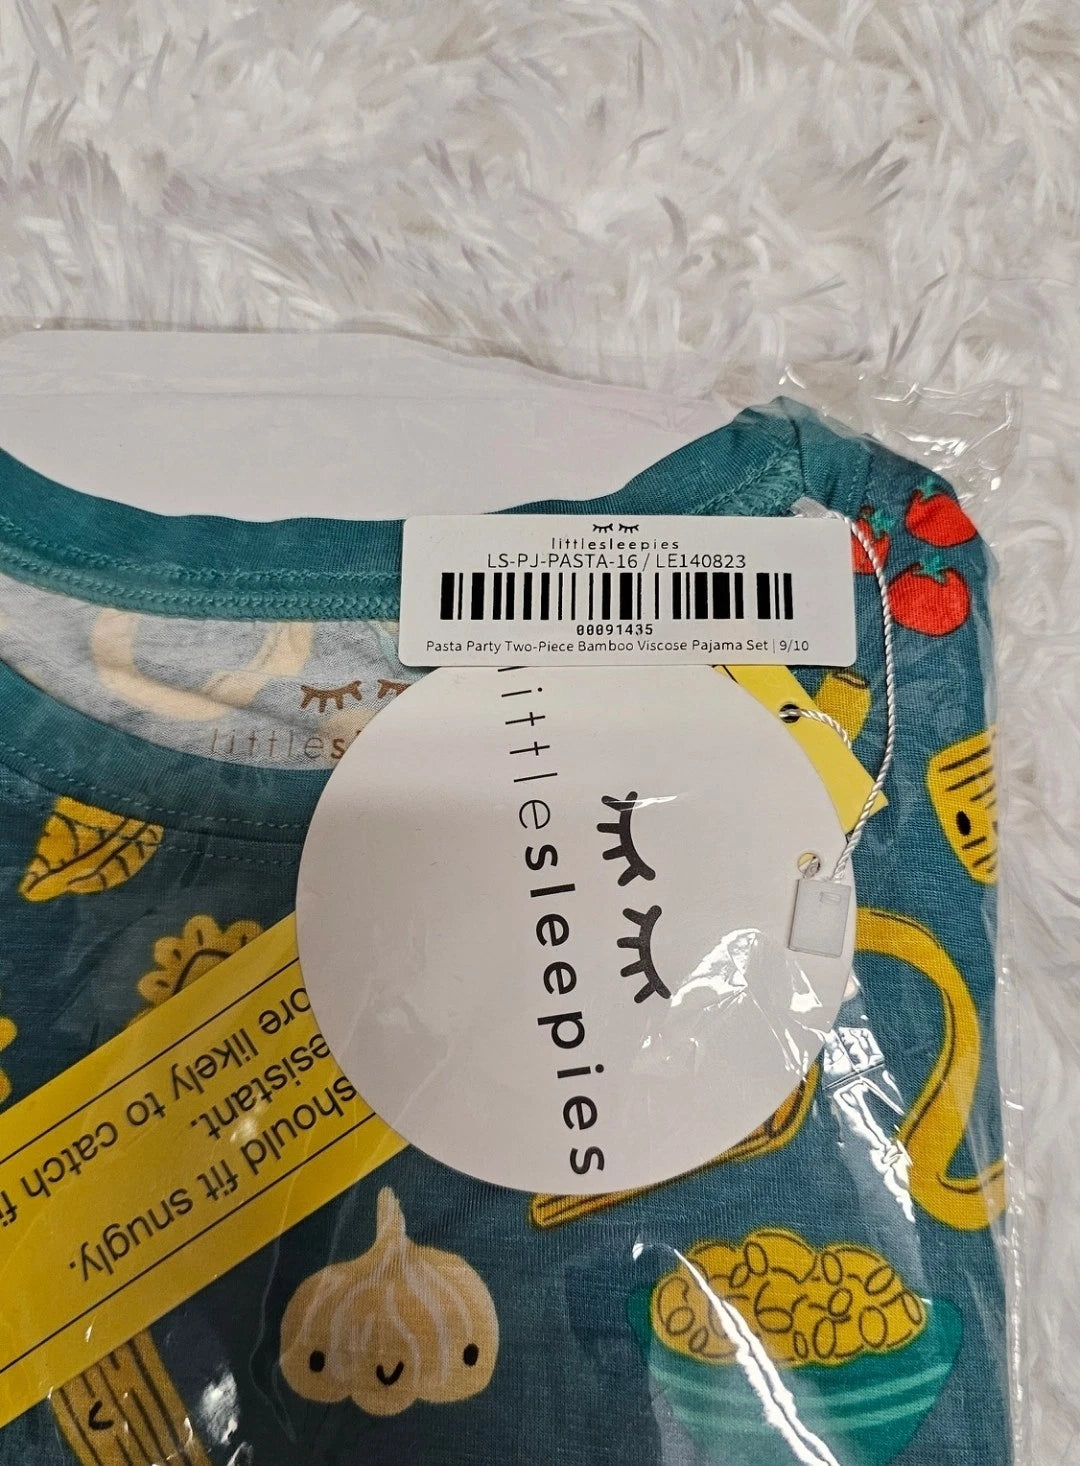 littlesleepies
LS-PJ-PASTA-16 / LE140823
00091435
Pasta Party Two-Piece Bamboo Viscose Pajama Set | 9/10
littles
littlesleepies
should fit snugly.
esistant.
ore likely to catch fi